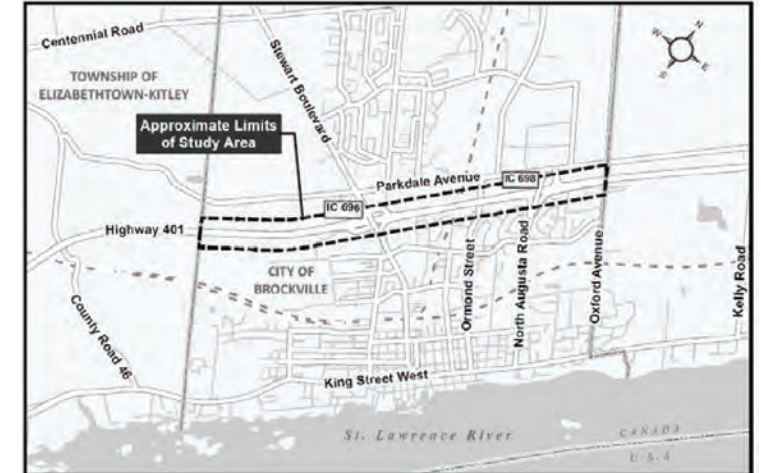 Centennial Road
TOWNSHIP OF
ELIZABETHTOWN-KITLEY
Stewart Boulevard
N
W
E
S
Approximate Limits
of Study Area
Parkdale Avenue
IC 698
IC 696
Highway 401
CITY OF
BROCKVILLE
County Road 46
Ormond Street
North Augusta Road
Oxford Avenue
Kelly Road
King Street West
St. Lawrence River
CANADA
U.S.A